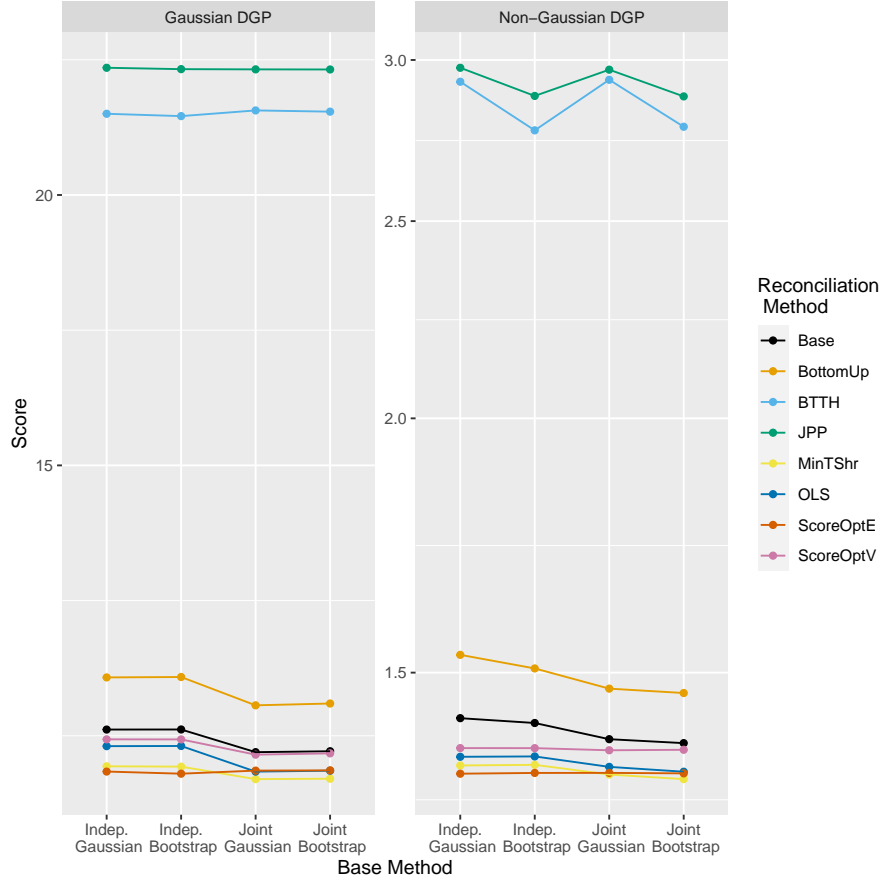 Gaussian DGP
Non−Gaussian DGP
Score
20
15
3.0
2.5
2.0
1.5
Indep.
Gaussian
Indep.
Bootstrap
Joint
Gaussian
Joint
Bootstrap
Indep.
Gaussian
Indep.
Bootstrap
Joint
Gaussian
Joint
Bootstrap
Base Method
Reconciliation
Method
Base
BottomUp
BTTH
JPP
MinTShr
OLS
ScoreOptE
ScoreOptV